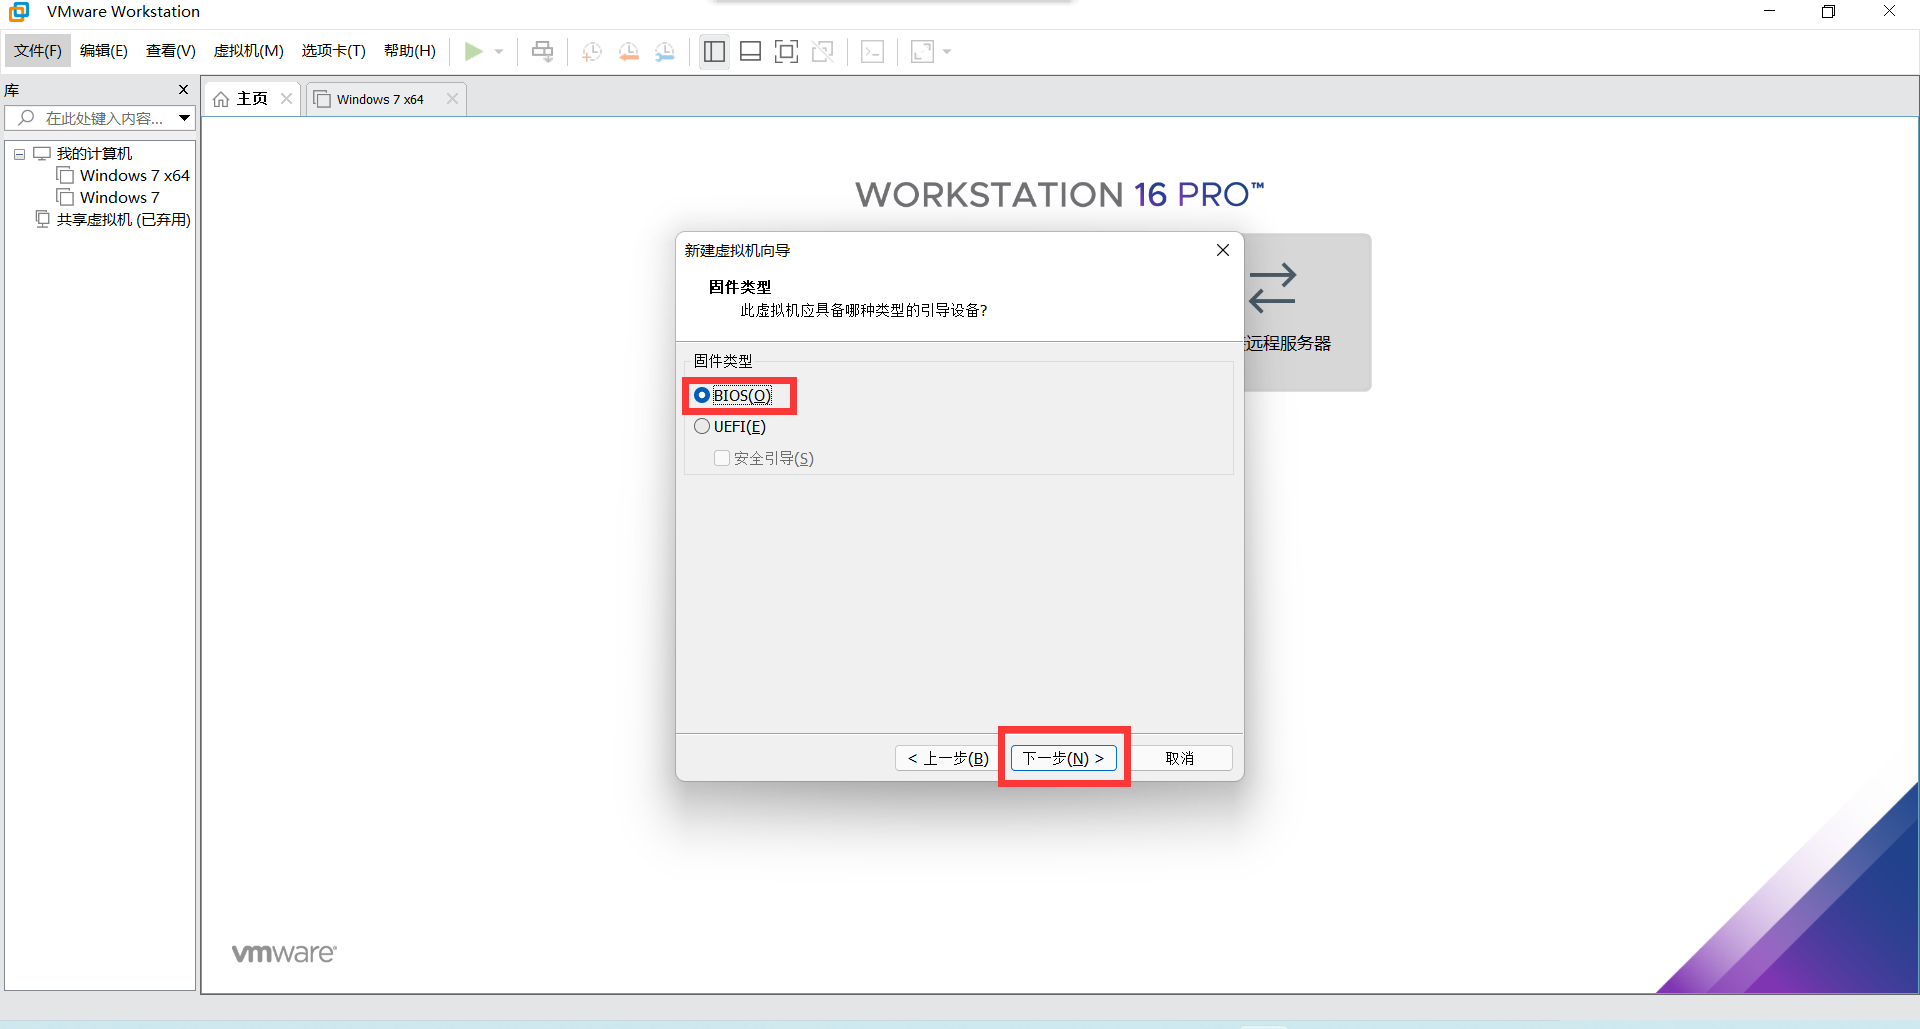 VMware Workstation
文件(F) 编辑(E) 查看(V) 虚拟机(M) 选项卡(T) 帮助(H)
库
主页
Windows 7 x64
在此处键入内容...
我的计算机
Windows 7 x64
Windows 7
共享虚拟机 (已弃用)
WORKSTATION 16 PRO™
新建虚拟机向导
固件类型
此虚拟机应具备哪种类型的引导设备?
远程服务器
固件类型
BIOS(O)
UEFI(E)
安全引导(S)
< 上一步(B) 下一步(N) > 取消
vmware